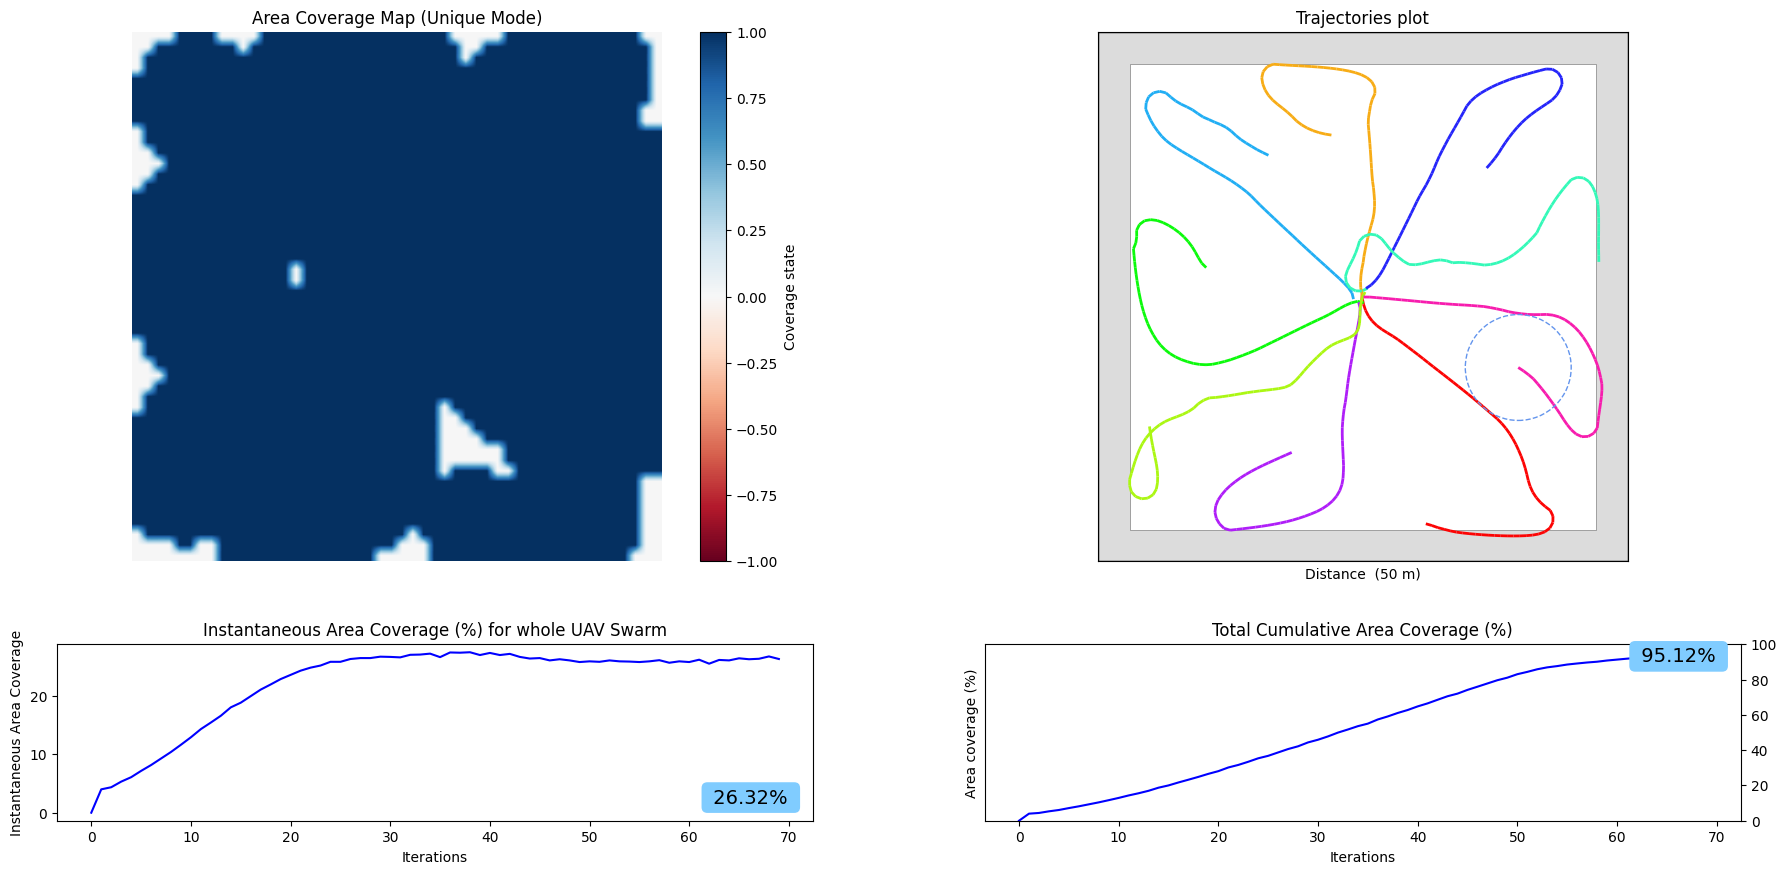 Area Coverage Map (Unique Mode)
1.00
0.75
0.50
0.25
0.00
−0.25
−0.50
−0.75
−1.00
Coverage state
Trajectories plot
Distance  (50 m)
Instantaneous Area Coverage (%) for whole UAV Swarm
Instantaneous Area Coverage
20
10
0
26.32%
0 10 20 30 40 50 60 70
Iterations
Total Cumulative Area Coverage (%)
Area coverage (%)
95.12%
100
80
60
40
20
0
0 10 20 30 40 50 60 70
Iterations